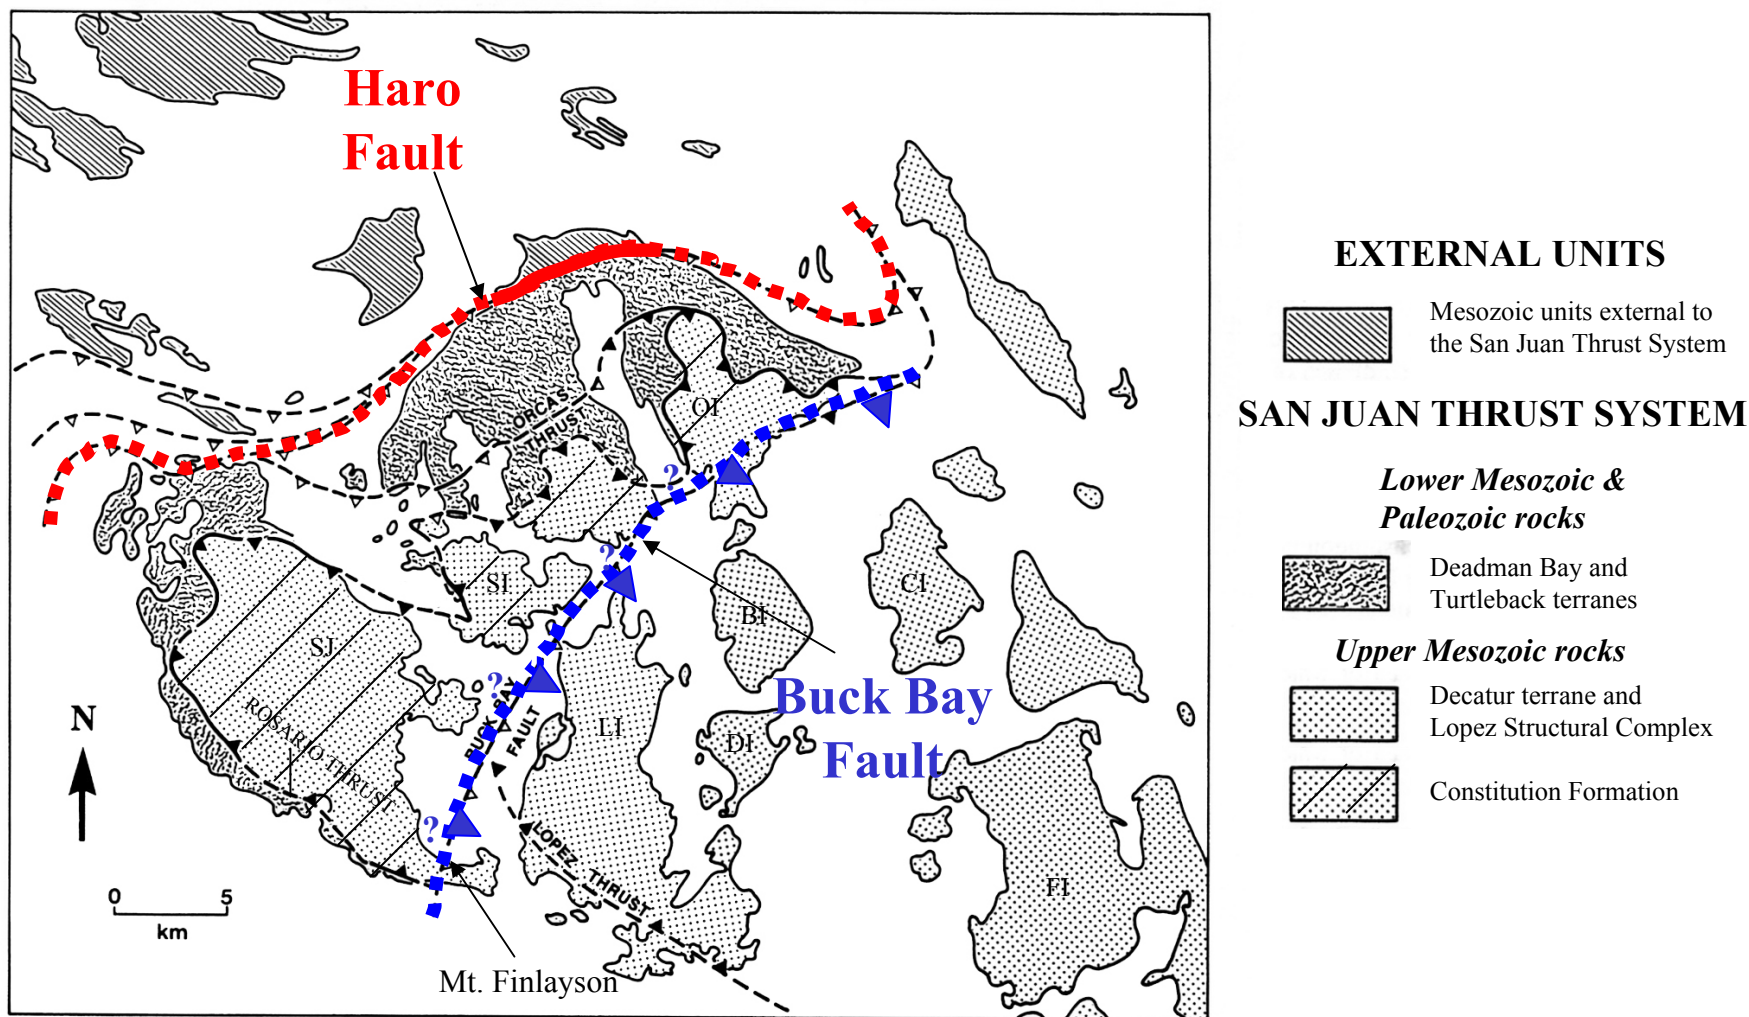 Haro
Fault
ORCAS
THRUST
OI
?
?
SI
BI
CI
SJ
?
BUCK BAY
FAULT
LI
DI
Buck Bay
Fault
ROSARIO THRUST
?
LOPEZ THRUST
FI
N
0 5
km
Mt. Finlayson
EXTERNAL UNITS
Mesozoic units external to
the San Juan Thrust System
SAN JUAN THRUST SYSTEM
Lower Mesozoic &
Paleozoic rocks
Deadman Bay and
Turtleback terranes
Upper Mesozoic rocks
Decatur terrane and
Lopez Structural Complex
Constitution Formation